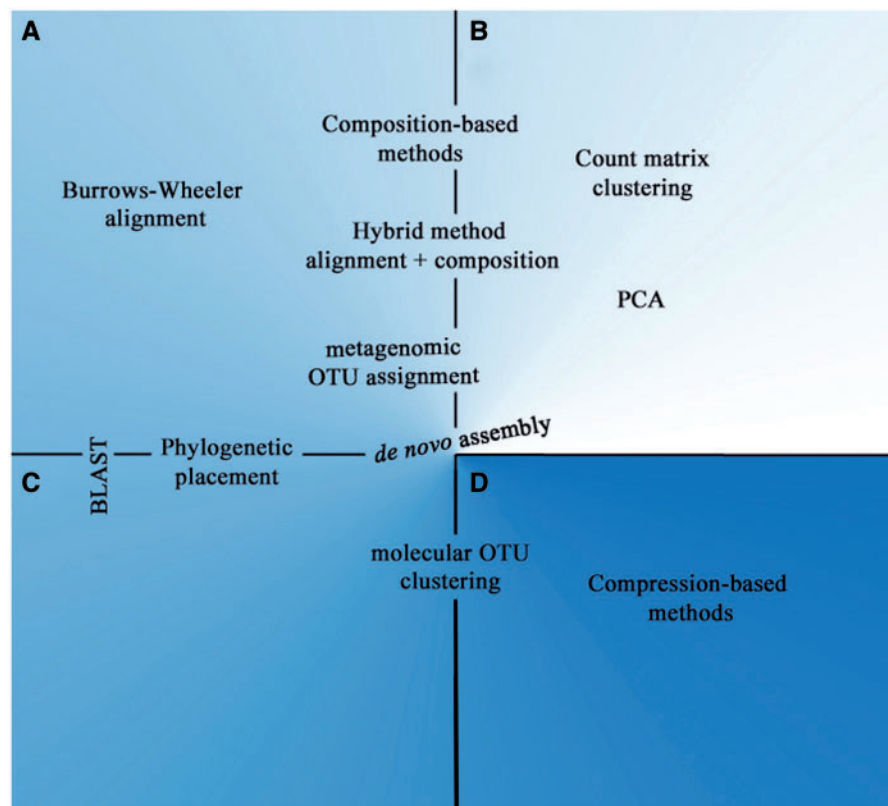 A
B
Composition-based
methods
Count matrix
clustering
Burrows-Wheeler
alignment
Hybrid method
alignment + composition
PCA
metagenomic
OTU assignment
de novo assembly
BLAST
Phylogenetic
placement
C
D
molecular OTU
clustering
Compression-based
methods